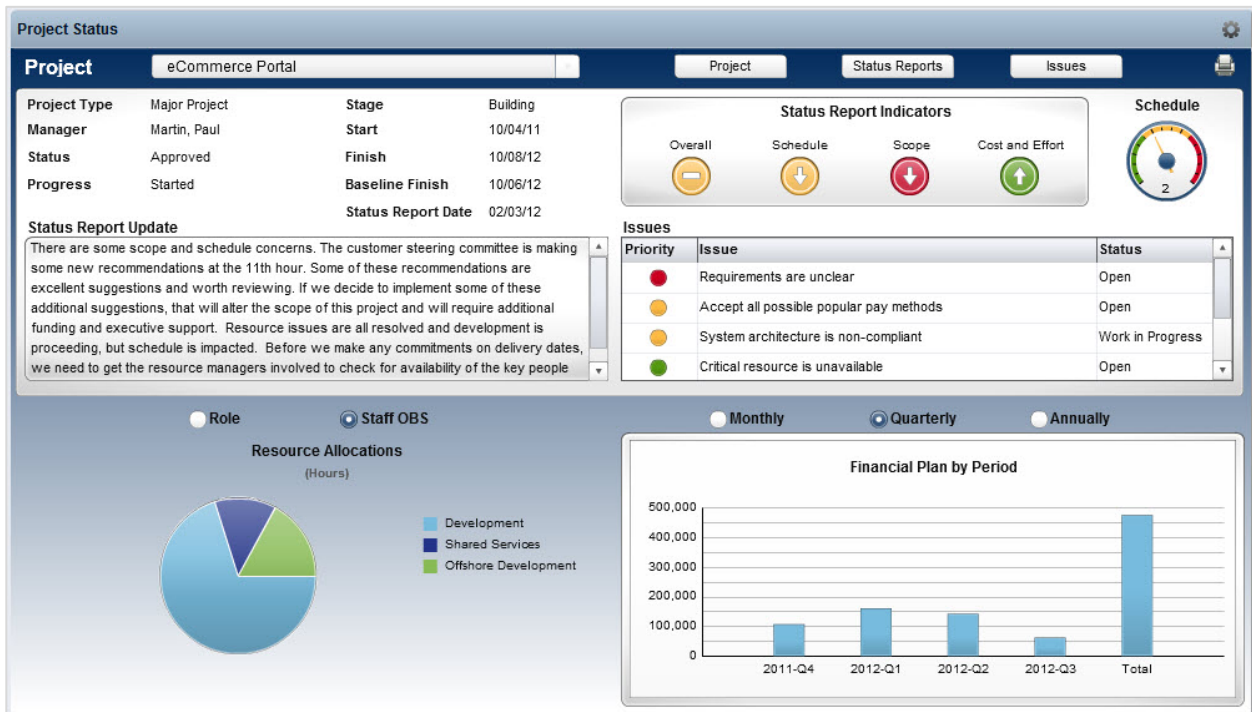 Project Status
Project eCommerce Portal Project Status Reports Issues
Project Type Major Project Stage Building
Manager Martin, Paul Start 10/04/11
Status Approved Finish 10/08/12
Progress Started Baseline Finish 10/06/12
Status Report Date 02/03/12
Status Report Indicators
Overall Schedule Scope Cost and Effort
Schedule
2
Status Report Update
There are some scope and schedule concerns. The customer steering committee is making
some new recommendations at the 11th hour. Some of these recommendations are
excellent suggestions and worth reviewing. If we decide to implement some of these
additional suggestions, that will alter the scope of this project and will require additional
funding and executive support. Resource issues are all resolved and development is
proceeding, but schedule is impacted. Before we make any commitments on delivery dates,
we need to get the resource managers involved to check for availability of the key people
Issues
Priority Issue Status
Requirements are unclear Open
Accept all possible popular pay methods Open
System architecture is non-compliant Work in Progress
Critical resource is unavailable Open
Role Staff OBS
Resource Allocations
(Hours)
Development
Shared Services
Offshore Development
Monthly Quarterly Annually
Financial Plan by Period
500,000
400,000
300,000
200,000
100,000
0
2011-Q4 2012-Q1 2012-Q2 2012-Q3 Total